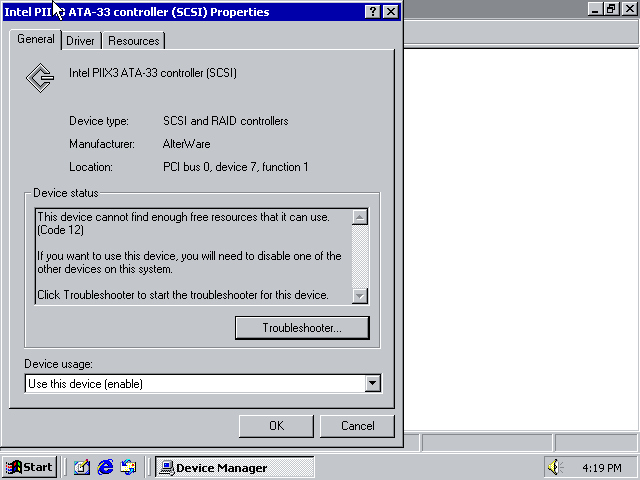 Intel PIIX3 ATA-33 controller (SCSI) Properties
General Driver Resources
Intel PIIX3 ATA-33 controller (SCSI)
Device type: SCSI and RAID controllers
Manufacturer: AlterWare
Location: PCI bus 0, device 7, function 1
Device status
This device cannot find enough free resources that it can use.
(Code 12)
If you want to use this device, you will need to disable one of the
other devices on this system.
Click Troubleshooter to start the troubleshooter for this device.
Troubleshooter...
Device usage:
Use this device (enable)
OK Cancel
Start Device Manager 4:19 PM